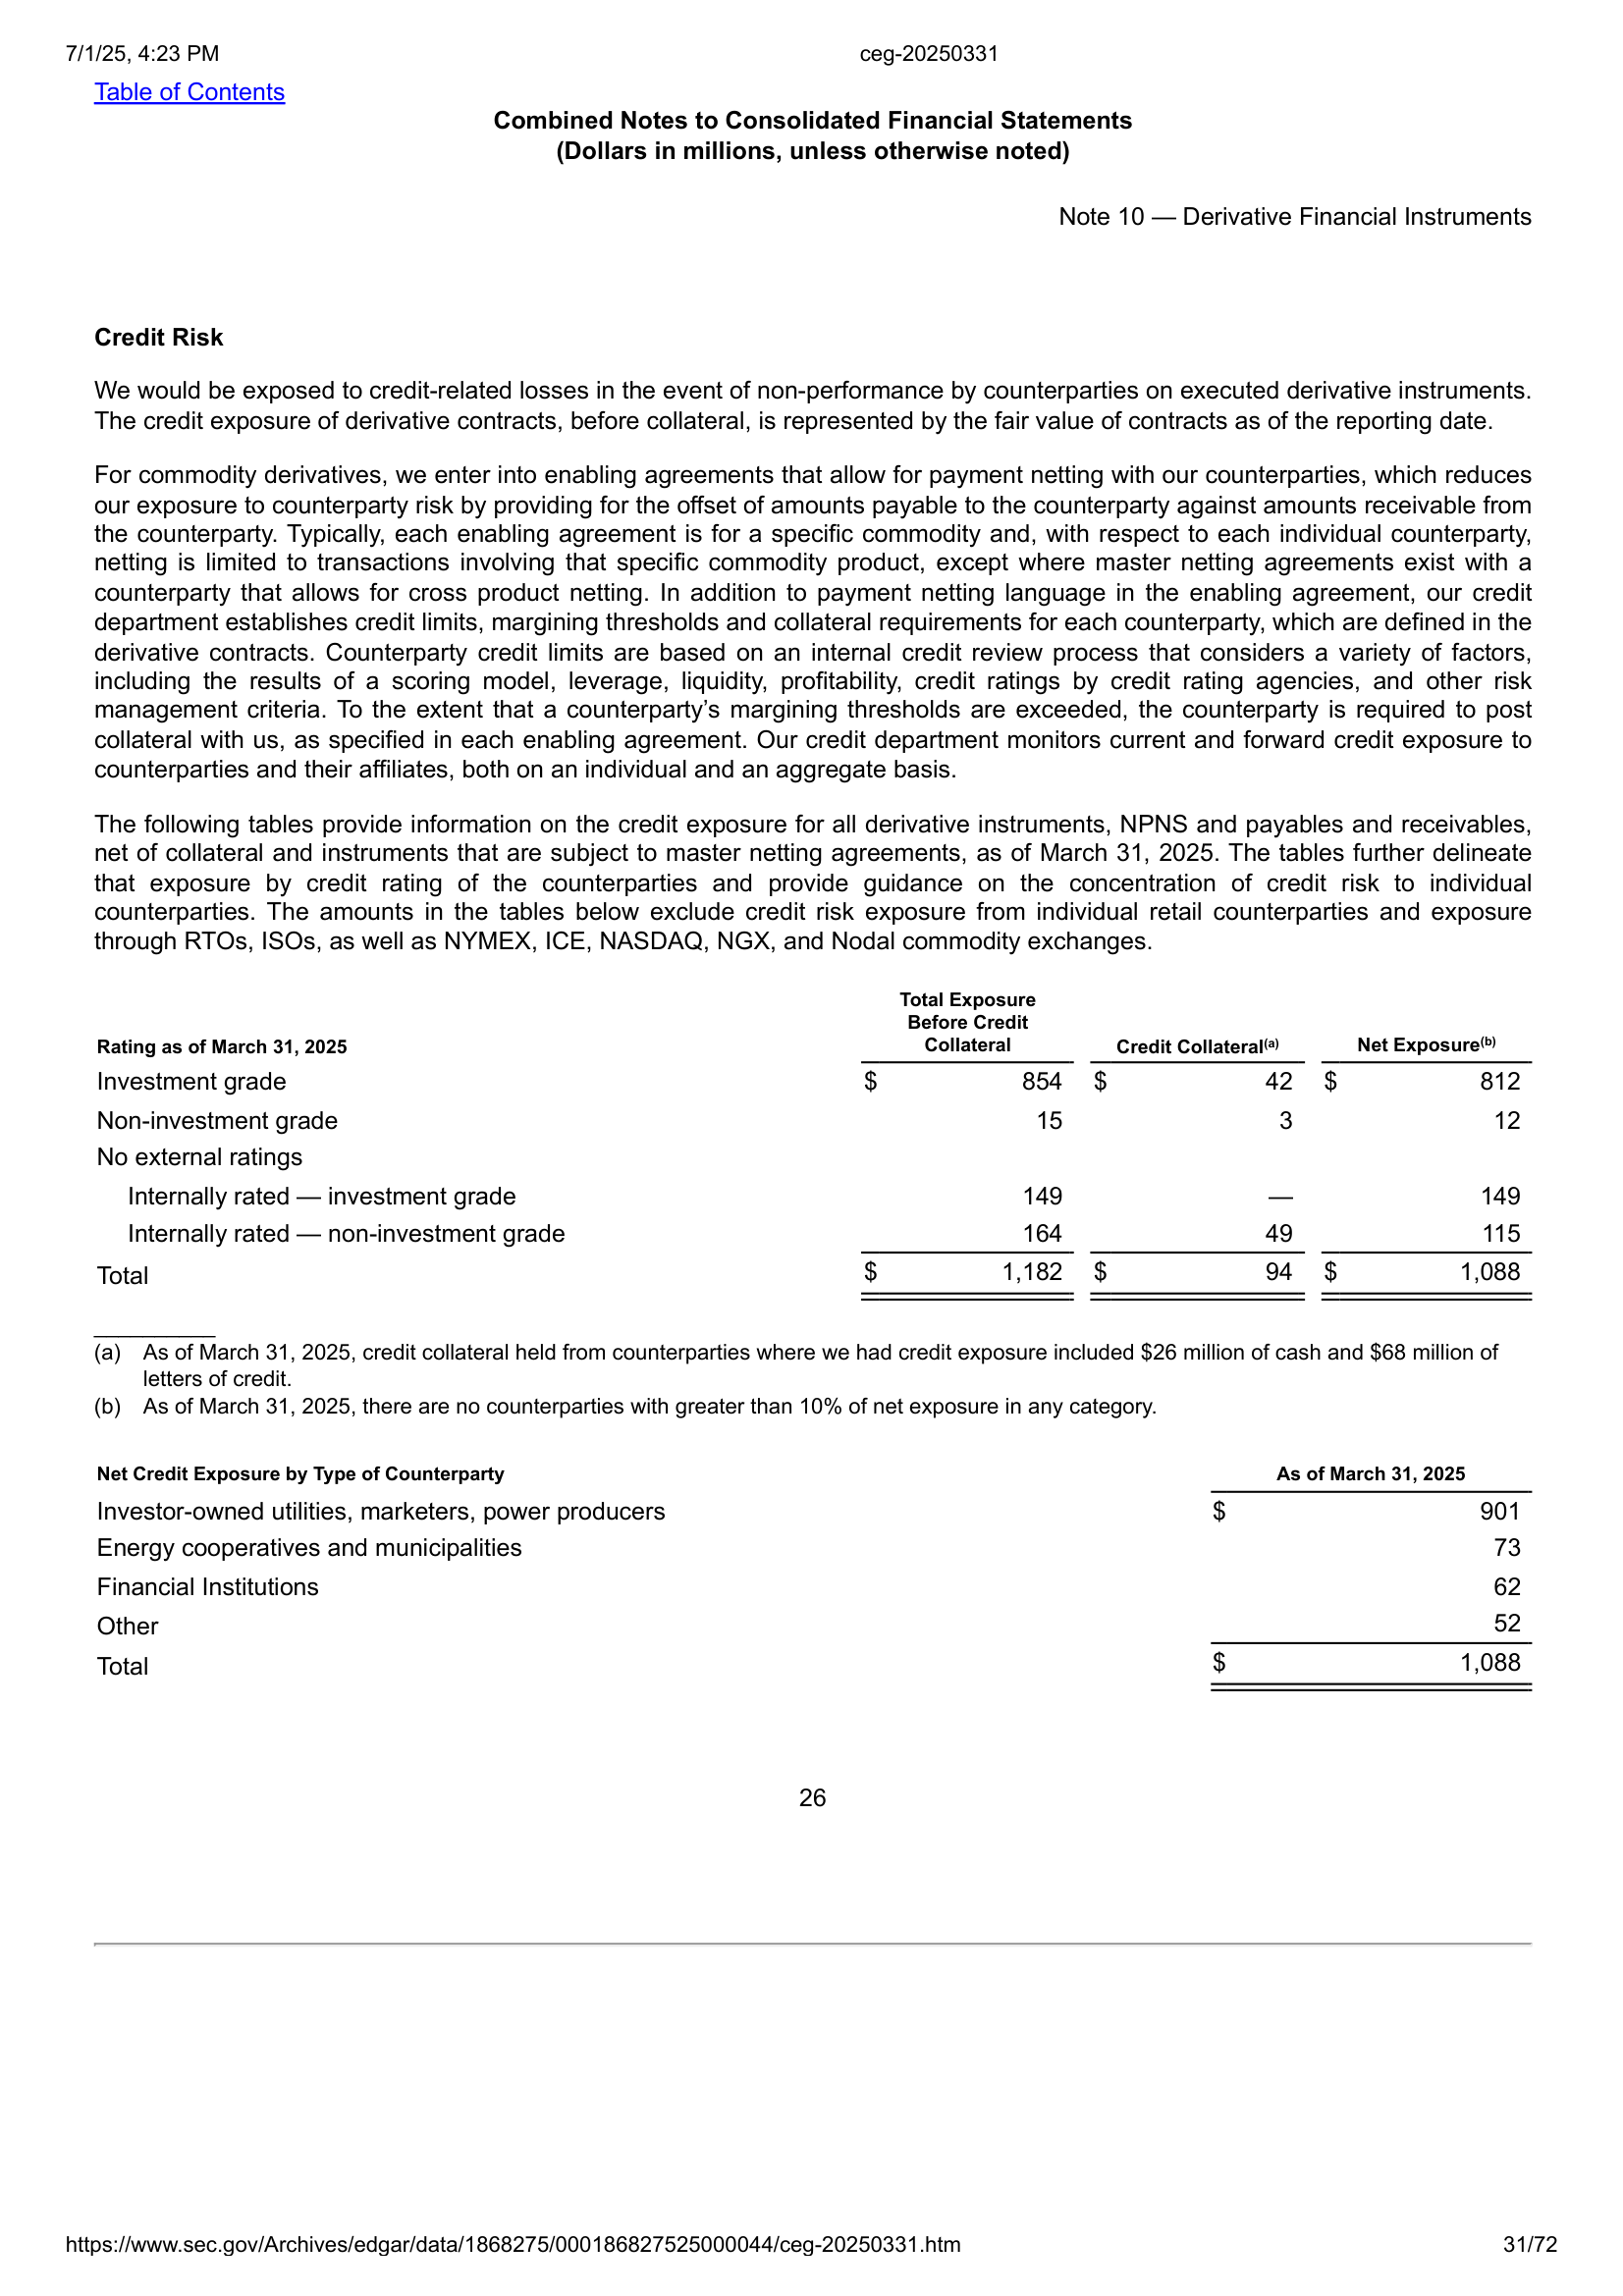 7/1/25, 4:23 PM ceg-20250331
Table of Contents
Combined Notes to Consolidated Financial Statements
(Dollars in millions, unless otherwise noted)
Note 10 — Derivative Financial Instruments
Credit Risk
We would be exposed to credit-related losses in the event of non-performance by counterparties on executed derivative instruments.
The credit exposure of derivative contracts, before collateral, is represented by the fair value of contracts as of the reporting date.
For commodity derivatives, we enter into enabling agreements that allow for payment netting with our counterparties, which reduces
our exposure to counterparty risk by providing for the offset of amounts payable to the counterparty against amounts receivable from
the counterparty. Typically, each enabling agreement is for a specific commodity and, with respect to each individual counterparty,
netting is limited to transactions involving that specific commodity product, except where master netting agreements exist with a
counterparty that allows for cross product netting. In addition to payment netting language in the enabling agreement, our credit
department establishes credit limits, margining thresholds and collateral requirements for each counterparty, which are defined in the
derivative contracts. Counterparty credit limits are based on an internal credit review process that considers a variety of factors,
including the results of a scoring model, leverage, liquidity, profitability, credit ratings by credit rating agencies, and other risk
management criteria. To the extent that a counterparty’s margining thresholds are exceeded, the counterparty is required to post
collateral with us, as specified in each enabling agreement. Our credit department monitors current and forward credit exposure to
counterparties and their affiliates, both on an individual and an aggregate basis.
The following tables provide information on the credit exposure for all derivative instruments, NPNS and payables and receivables,
net of collateral and instruments that are subject to master netting agreements, as of March 31, 2025. The tables further delineate
that exposure by credit rating of the counterparties and provide guidance on the concentration of credit risk to individual
counterparties. The amounts in the tables below exclude credit risk exposure from individual retail counterparties and exposure
through RTOs, ISOs, as well as NYMEX, ICE, NASDAQ, NGX, and Nodal commodity exchanges.
Total Exposure
Before Credit
Rating as of March 31, 2025 Collateral Credit Collateral(a) Net Exposure(b)
Investment grade $ 854 $ 42 $ 812
Non-investment grade 15 3 12
No external ratings
Internally rated — investment grade 149 — 149
Internally rated — non-investment grade 164 49 115
Total $ 1,182 $ 94 $ 1,088
__________
(a) As of March 31, 2025, credit collateral held from counterparties where we had credit exposure included $26 million of cash and $68 million of
letters of credit.
(b) As of March 31, 2025, there are no counterparties with greater than 10% of net exposure in any category.
Net Credit Exposure by Type of Counterparty As of March 31, 2025
Investor-owned utilities, marketers, power producers $ 901
Energy cooperatives and municipalities 73
Financial Institutions 62
Other 52
Total $ 1,088
26
https://www.sec.gov/Archives/edgar/data/1868275/000186827525000044/ceg-20250331.htm 31/72